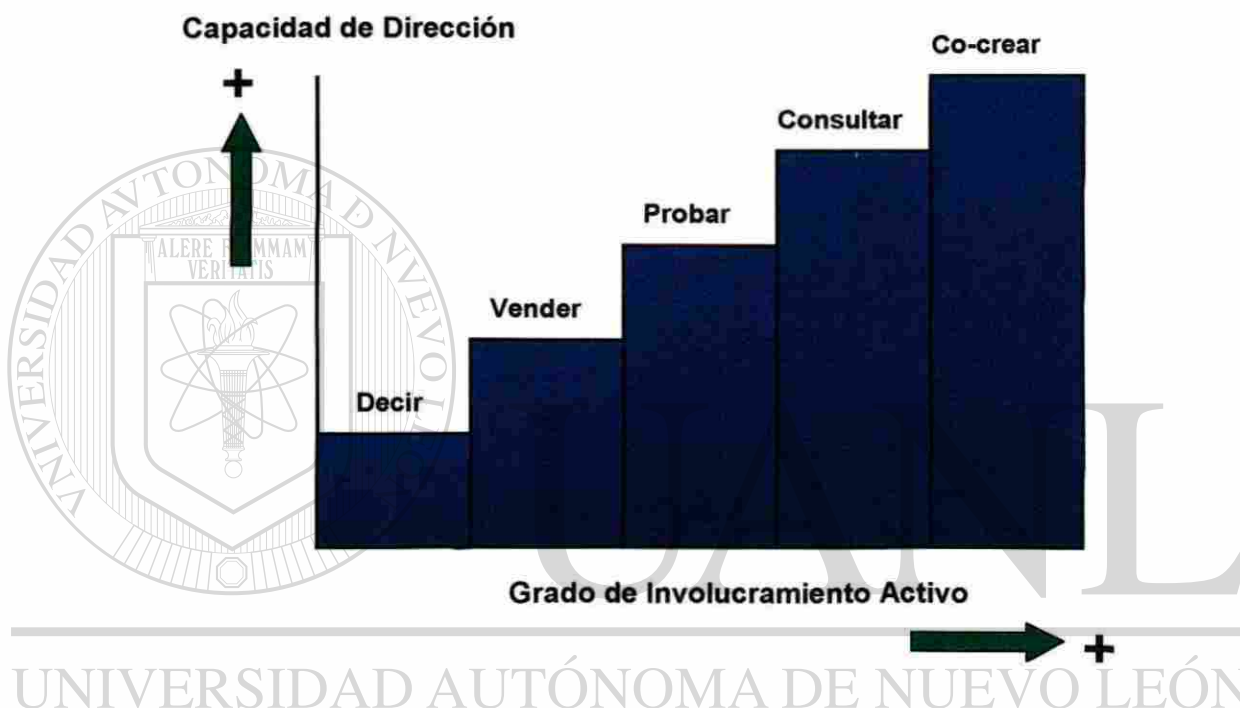 Capacidad de Dirección
+
Co-crear
Consultar
Probar
Vender
Decir
Grado de Involucramiento Activo
+
UNIVERSIDAD AUTÓNOMA DE NUEVO LEÓN
UANL
ALERE FLAMMAM
VERITATIS